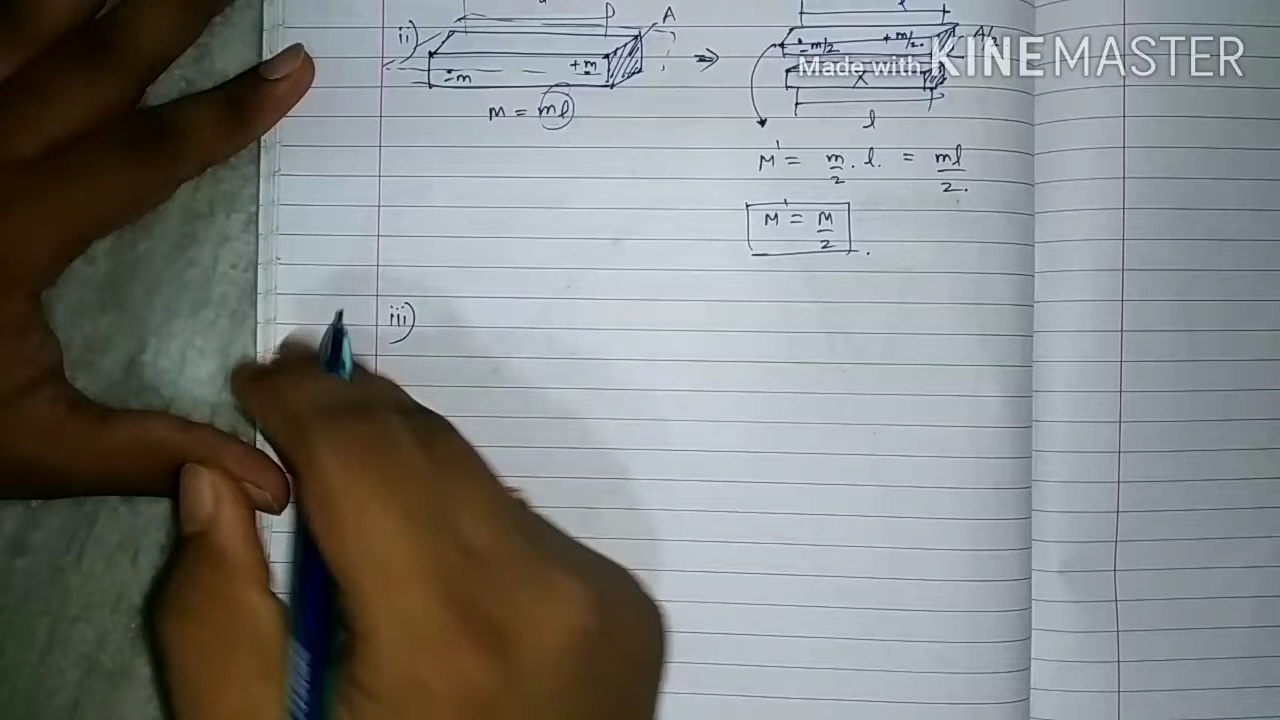 ii)
A
-m
+m
M = ml
l
-m/2
+m/2
A/2
Made with KINEMASTER
X
l
M' = m/2 . l. = ml/2.
M' = M/2.
iii)